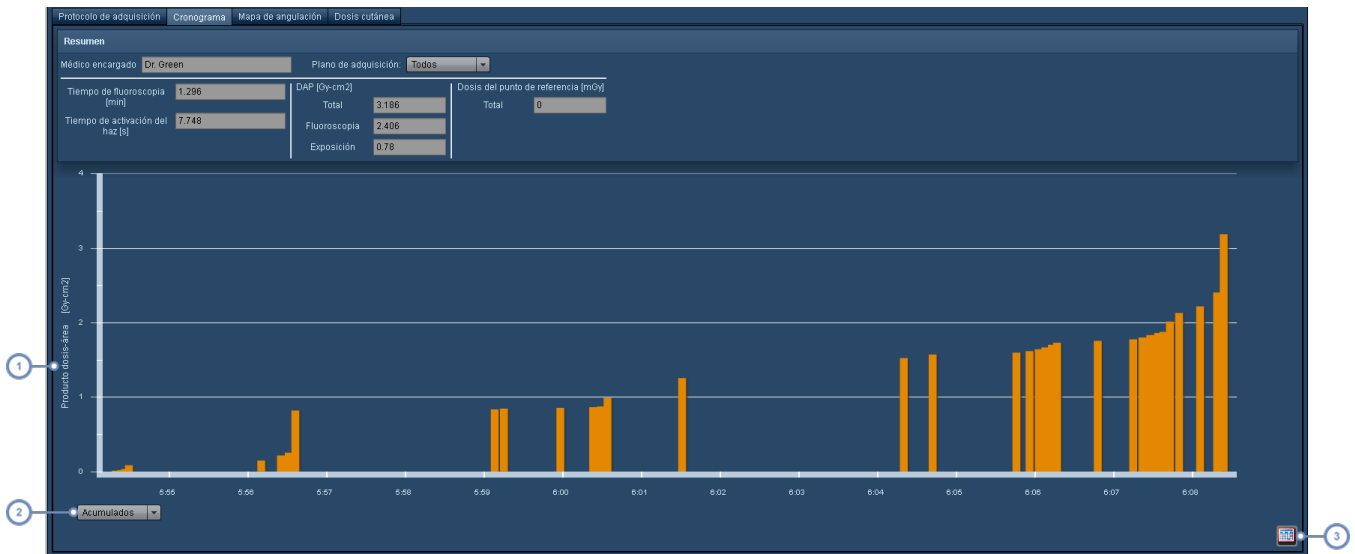 Protocolo de adquisición Cronograma Mapa de angulación Dosis cutánea
Resumen
Médico encargado Dr. Green Plano de adquisición: Todos
Tiempo de fluoroscopia [min] 1.296
Tiempo de activación del haz [s] 7.748
DAP [Gy-cm2]
Total 3.186
Fluoroscopia 2.406
Exposición 0.78
Dosis del punto de referencia [mGy]
Total 0
Producto dosis-área [Gy-cm2]
4
3
2
1
0
5:55 5:56 5:57 5:58 5:59 6:00 6:01 6:02 6:03 6:04 6:05 6:06 6:07 6:08
Acumulados
1
2
3